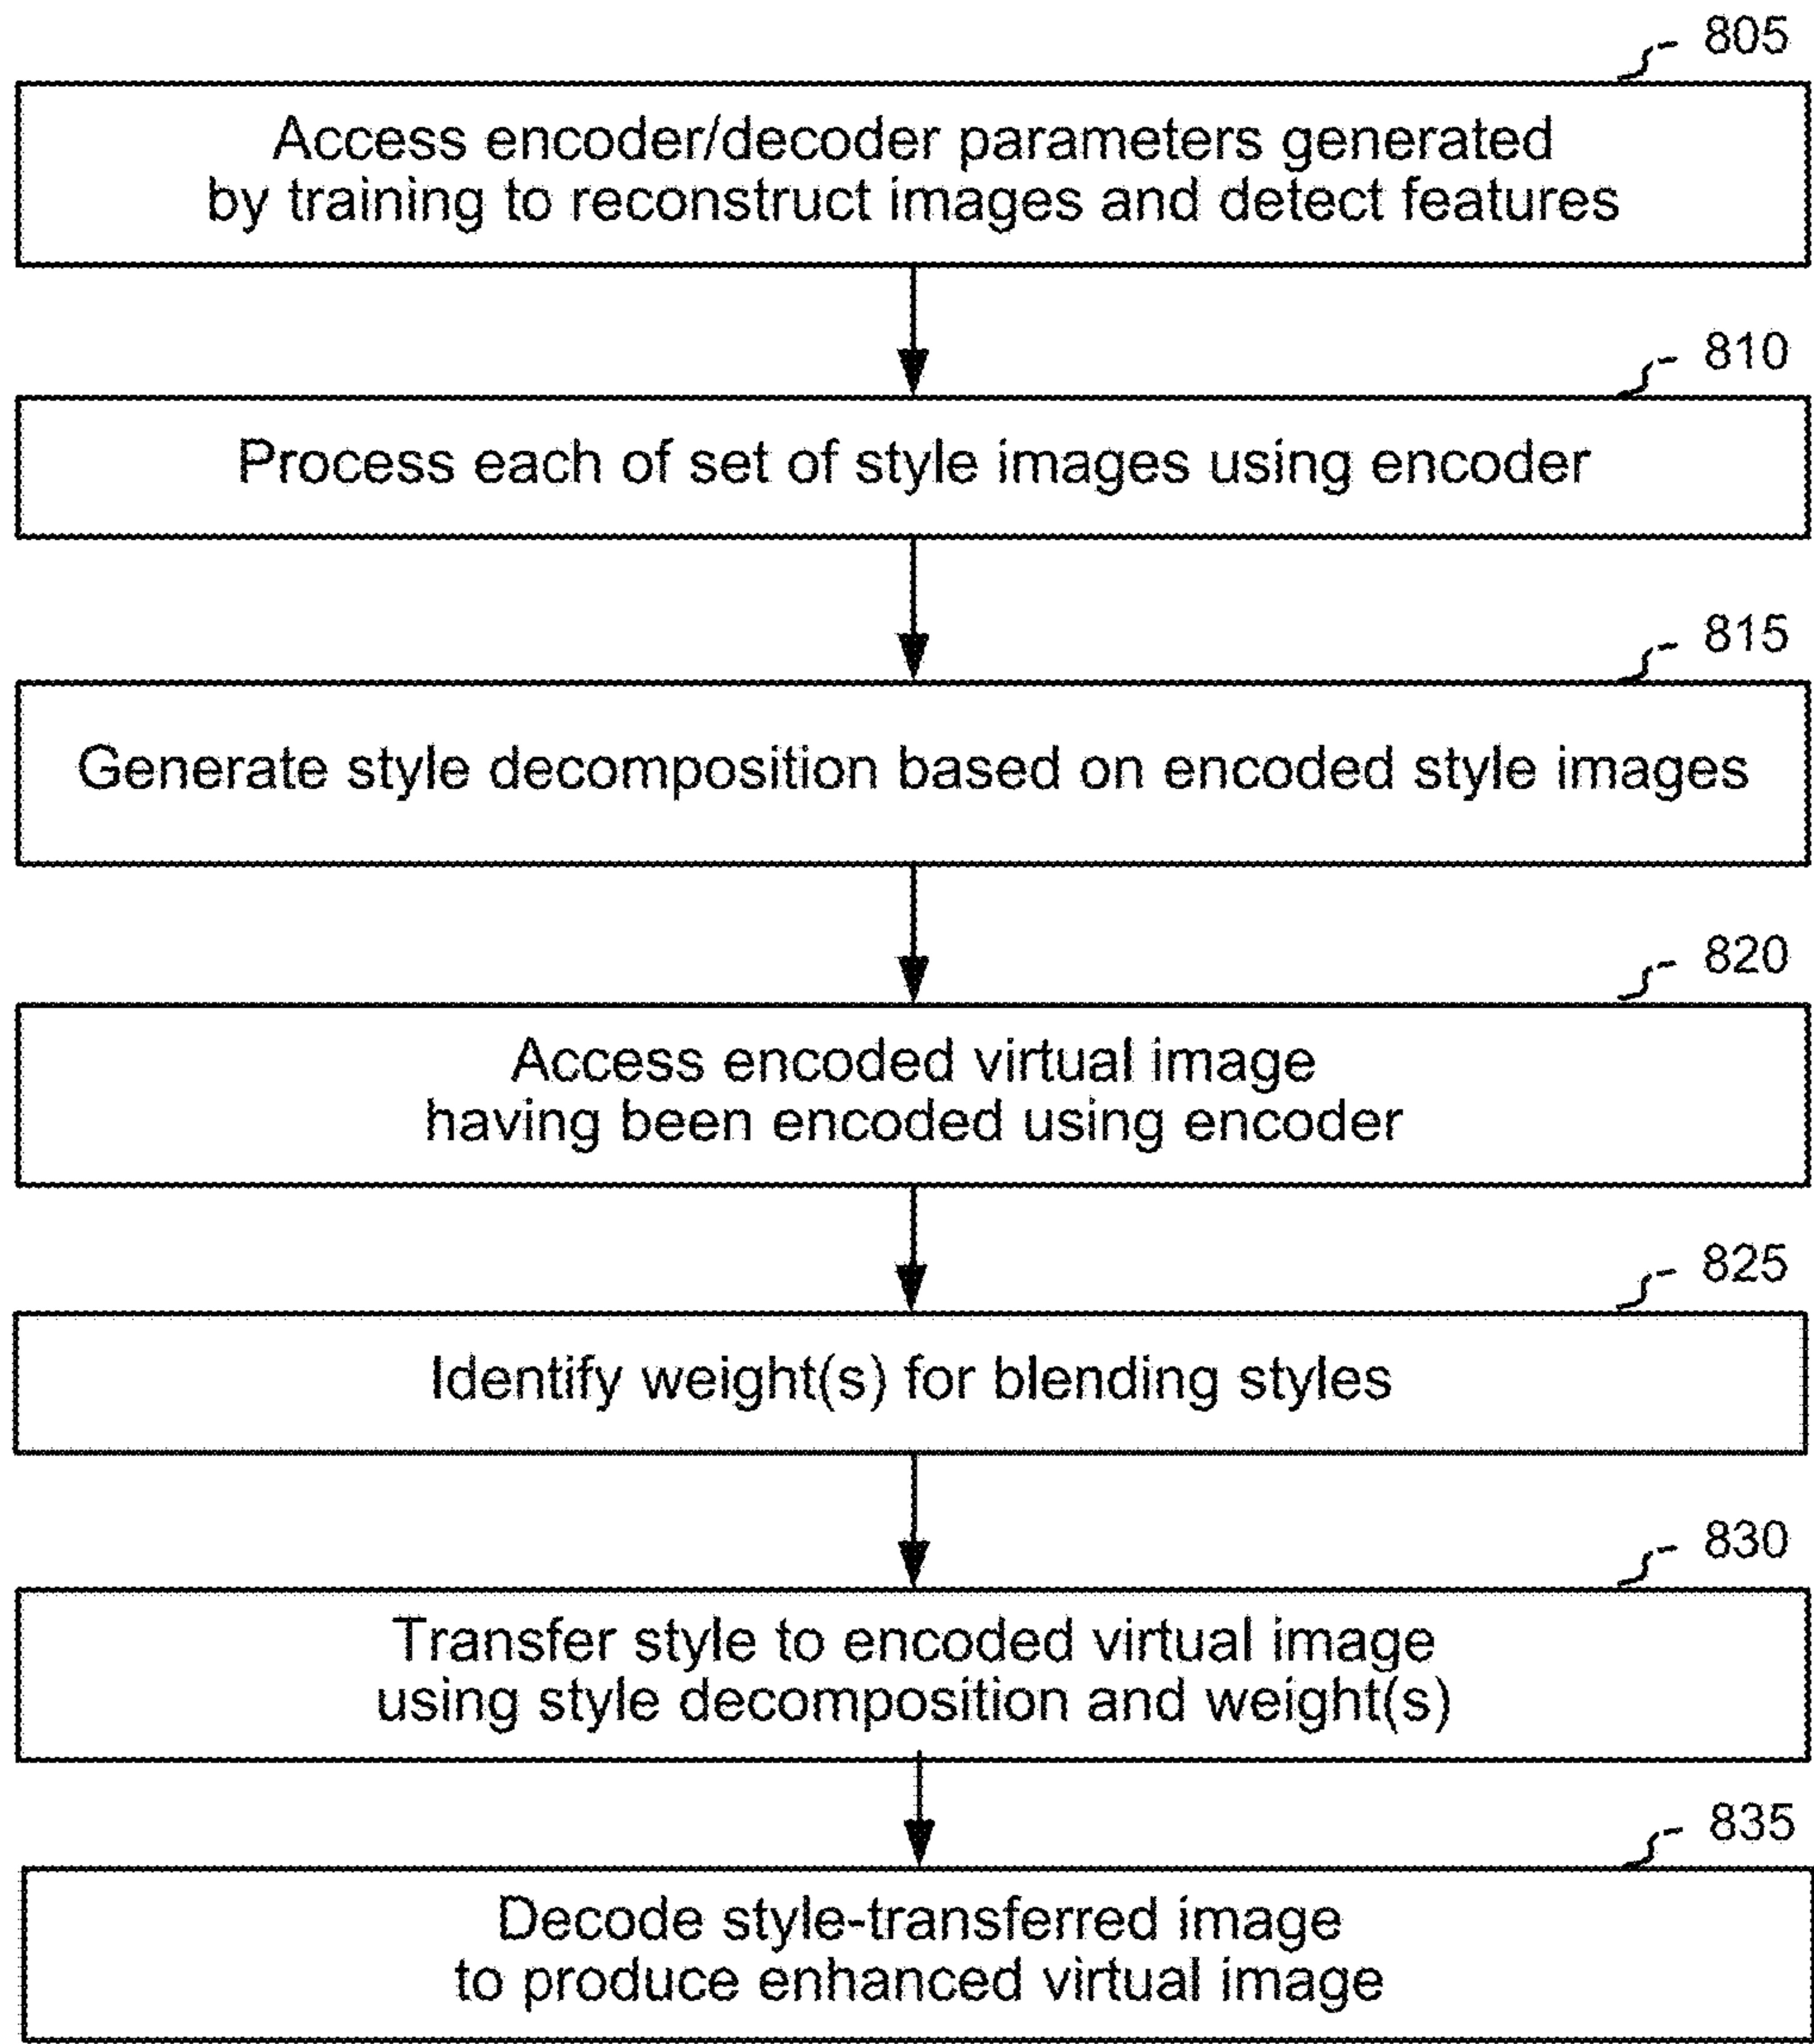 805
Access encoder/decoder parameters generated
by training to reconstruct images and detect features
810
Process each of set of style images using encoder
815
Generate style decomposition based on encoded style images
820
Access encoded virtual image
having been encoded using encoder
825
Identify weight(s) for blending styles
830
Transfer style to encoded virtual image
using style decomposition and weight(s)
835
Decode style-transferred image
to produce enhanced virtual image